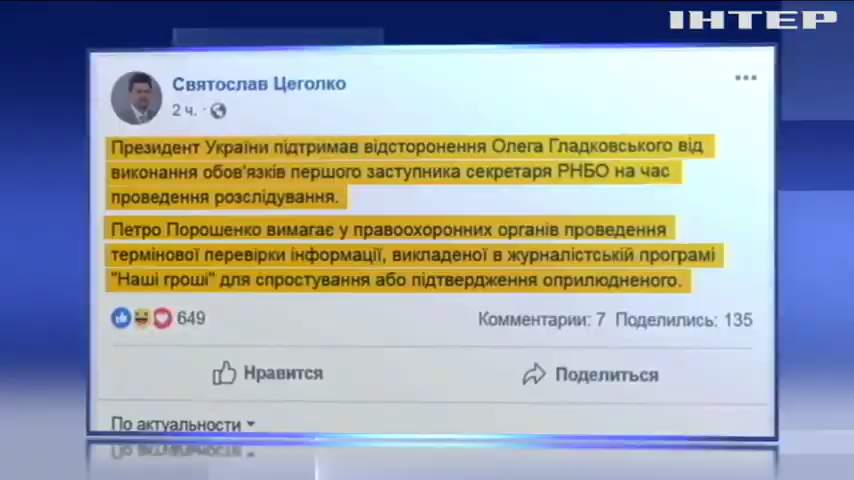 ІНТЕР
Святослав Цеголко
2 ч. ·
Президент України підтримав відсторонення Олега Гладковського від
виконання обов'язків першого заступника секретаря РНБО на час
проведення розслідування.
Петро Порошенко вимагає у правоохоронних органів проведення
термінової перевірки інформації, викладеної в журналістській програмі
"Наші гроші" для спростування або підтвердження оприлюдненого.
649 Комментарии: 7 Поделились: 135
Нравится Поделиться
По актуальности